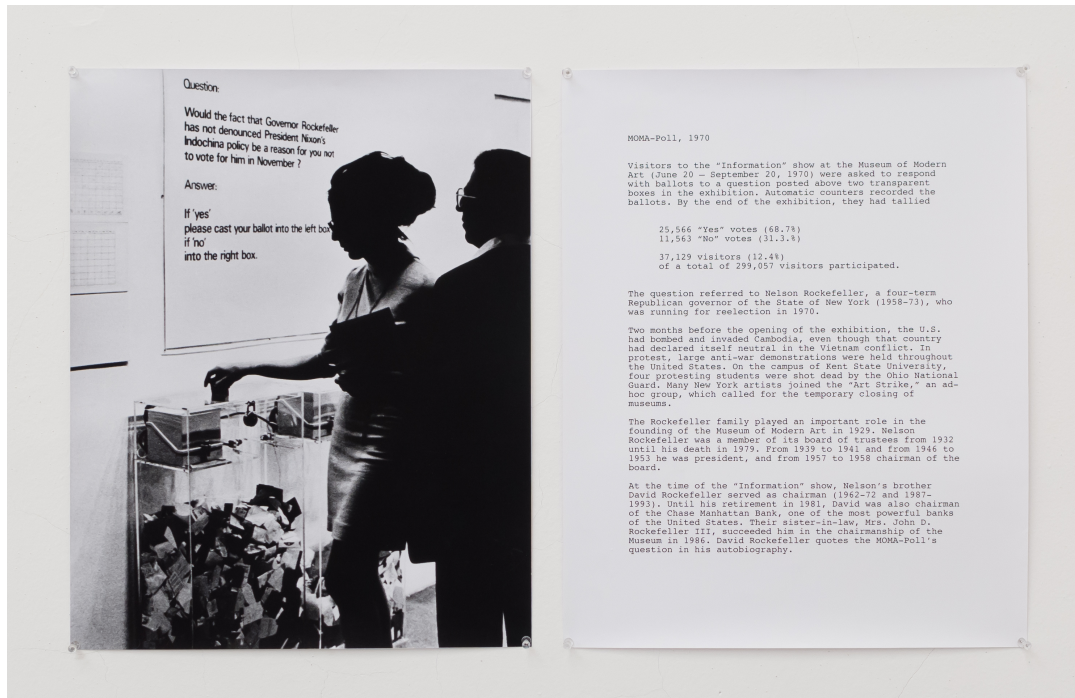 Question:
Would the fact that Governor Rockefeller
has not denounced President Nixon's
Indochina policy be a reason for you not
to vote for him in November ?
Answer:
If 'yes'
please cast your ballot into the left box
if 'no'
into the right box.
MOMA-Poll, 1970
Visitors to the "Information" show at the Museum of Modern
Art (June 20 – September 20, 1970) were asked to respond
with ballots to a question posted above two transparent
boxes in the exhibition. Automatic counters recorded the
ballots. By the end of the exhibition, they had tallied
25,566 "Yes" votes (68.7%)
11,563 "No" votes (31.3.%)
37,129 visitors (12.4%)
of a total of 299,057 visitors participated.
The question referred to Nelson Rockefeller, a four-term
Republican governor of the State of New York (1958-73), who
was running for reelection in 1970.
Two months before the opening of the exhibition, the U.S.
had bombed and invaded Cambodia, even though that country
had declared itself neutral in the Vietnam conflict. In
protest, large anti-war demonstrations were held throughout
the United States. On the campus of Kent State University,
four protesting students were shot dead by the Ohio National
Guard. Many New York artists joined the "Art Strike," an ad-
hoc group, which called for the temporary closing of
museums.
The Rockefeller family played an important role in the
founding of the Museum of Modern Art in 1929. Nelson
Rockefeller was a member of its board of trustees from 1932
until his death in 1979. From 1939 to 1941 and from 1946 to
1953 he was president, and from 1957 to 1958 chairman of the
board.
At the time of the "Information" show, Nelson's brother
David Rockefeller served as chairman (1962-72 and 1987-
1993). Until his retirement in 1981, David was also chairman
of the Chase Manhattan Bank, one of the most powerful banks
of the United States. Their sister-in-law, Mrs. John D.
Rockefeller III, succeeded him in the chairmanship of the
Museum in 1986. David Rockefeller quotes the MOMA-Poll's
question in his autobiography.